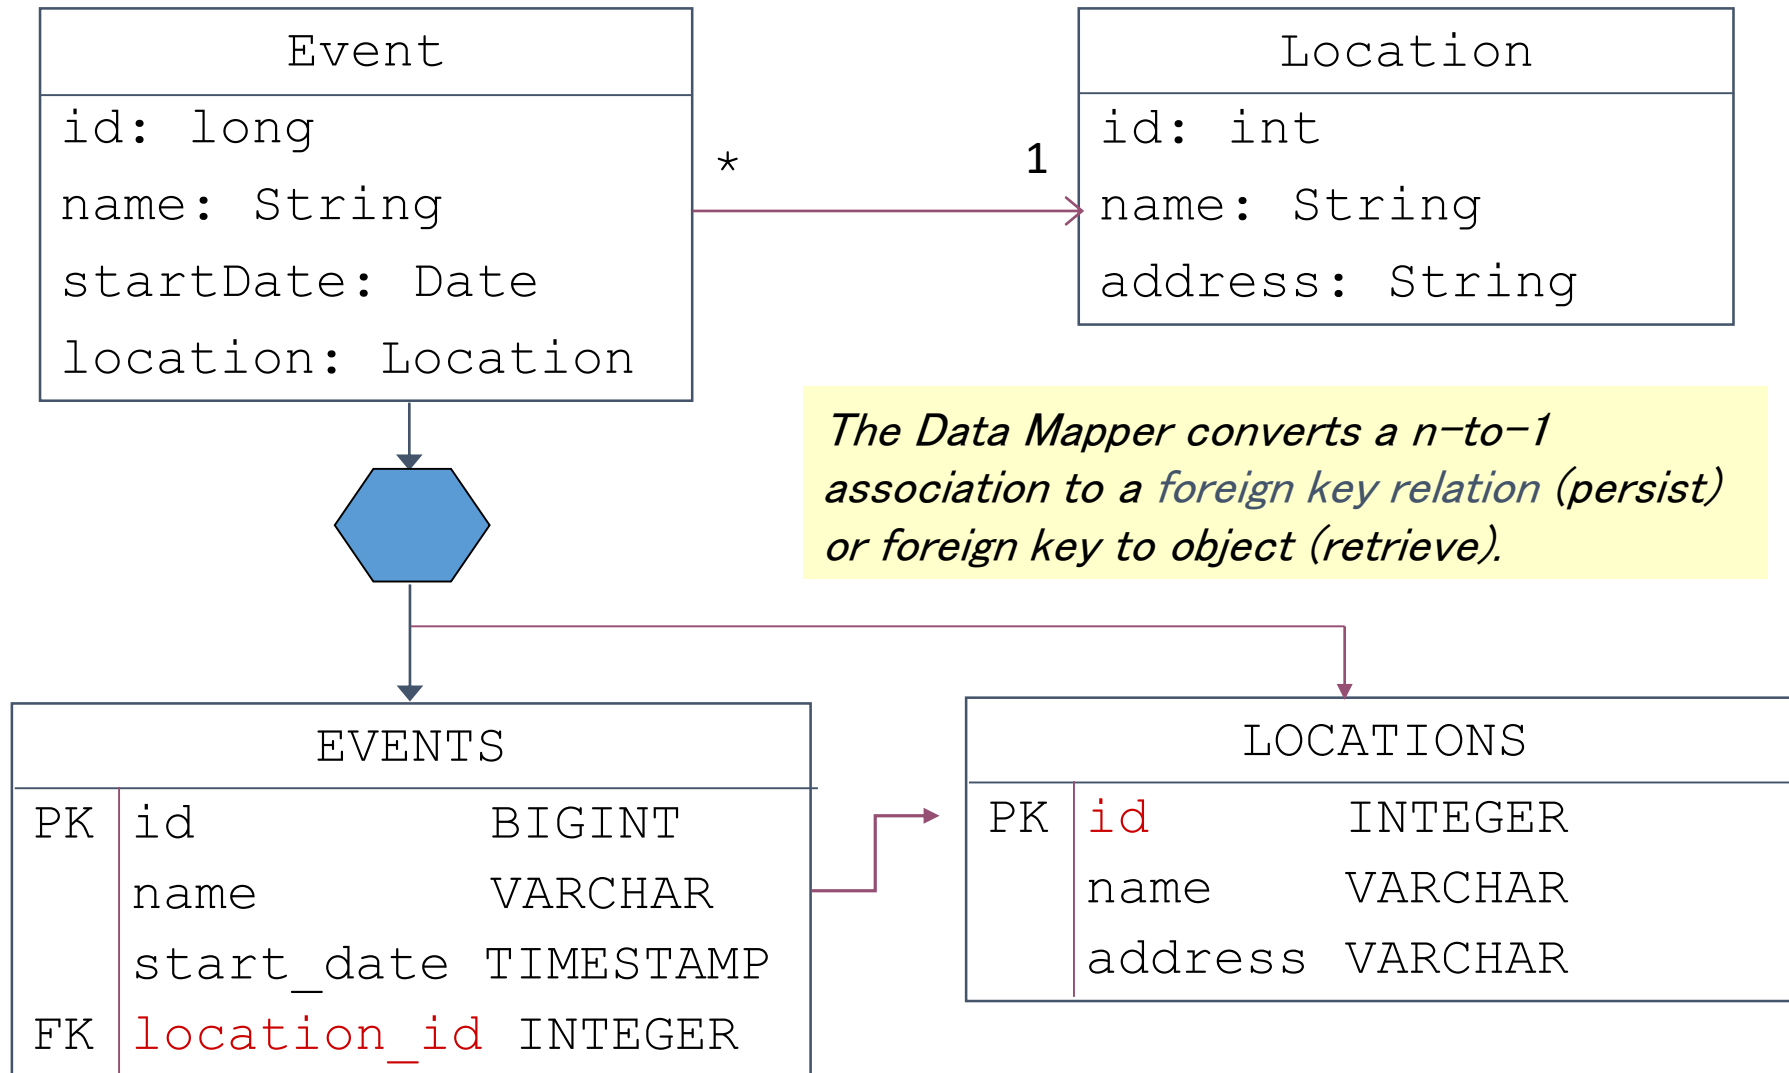 Event
id: long
name: String
startDate: Date
location: Location
* 1
Location
id: int
name: String
address: String
The Data Mapper converts a n-to-1
association to a foreign key relation (persist)
or foreign key to object (retrieve).
EVENTS
PK id BIGINT
name VARCHAR
start_date TIMESTAMP
FK location_id INTEGER
LOCATIONS
PK id INTEGER
name VARCHAR
address VARCHAR